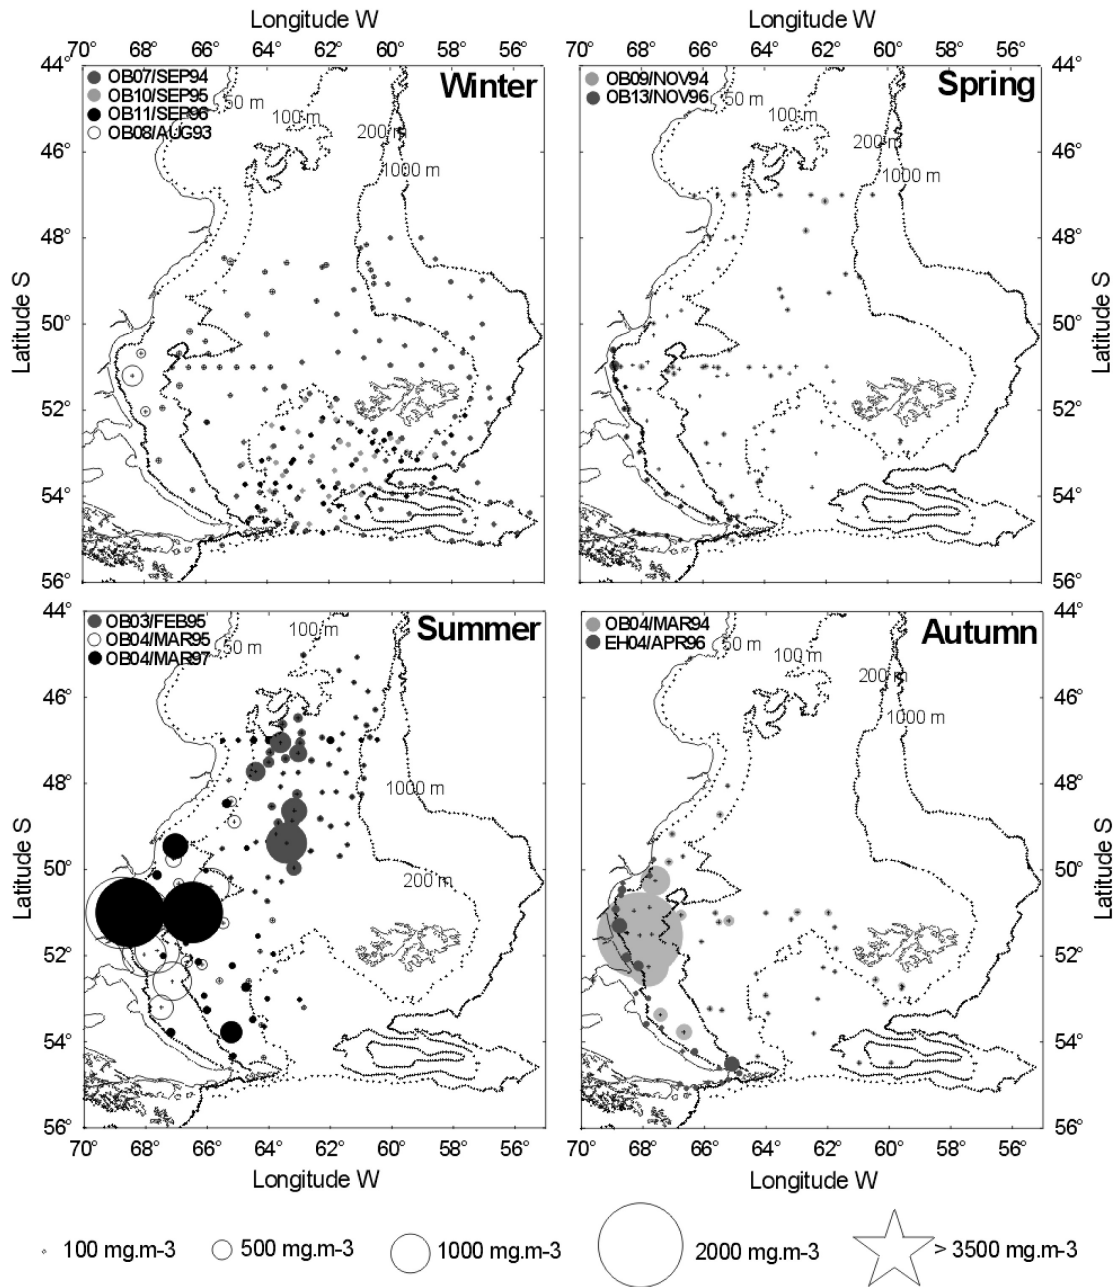 Longitude W
Longitude W
70° 68° 66° 64° 62° 60° 58° 56°
70° 68° 66° 64° 62° 60° 58° 56°
44°
46°
48°
50°
52°
54°
56°
Latitude S
OB07/SEP94
OB10/SEP95
OB11/SEP96
OB08/AUG93
Winter
50 m
100 m
200 m
1000 m
OB09/NOV94
OB13/NOV96
Spring
50 m
100 m
200 m
1000 m
44°
46°
48°
50°
52°
54°
56°
Latitude S
44°
46°
48°
50°
52°
54°
56°
Latitude S
OB03/FEB95
OB04/MAR95
OB04/MAR97
Summer
50 m
100 m
1000 m
200 m
OB04/MAR94
EH04/APR96
Autumn
50 m
100 m
200 m
1000 m
44°
46°
48°
50°
52°
54°
56°
Latitude S
70° 68° 66° 64° 62° 60° 58° 56°
70° 68° 66° 64° 62° 60° 58° 56°
Longitude W
Longitude W
100 mg.m-3
500 mg.m-3
1000 mg.m-3
2000 mg.m-3
> 3500 mg.m-3